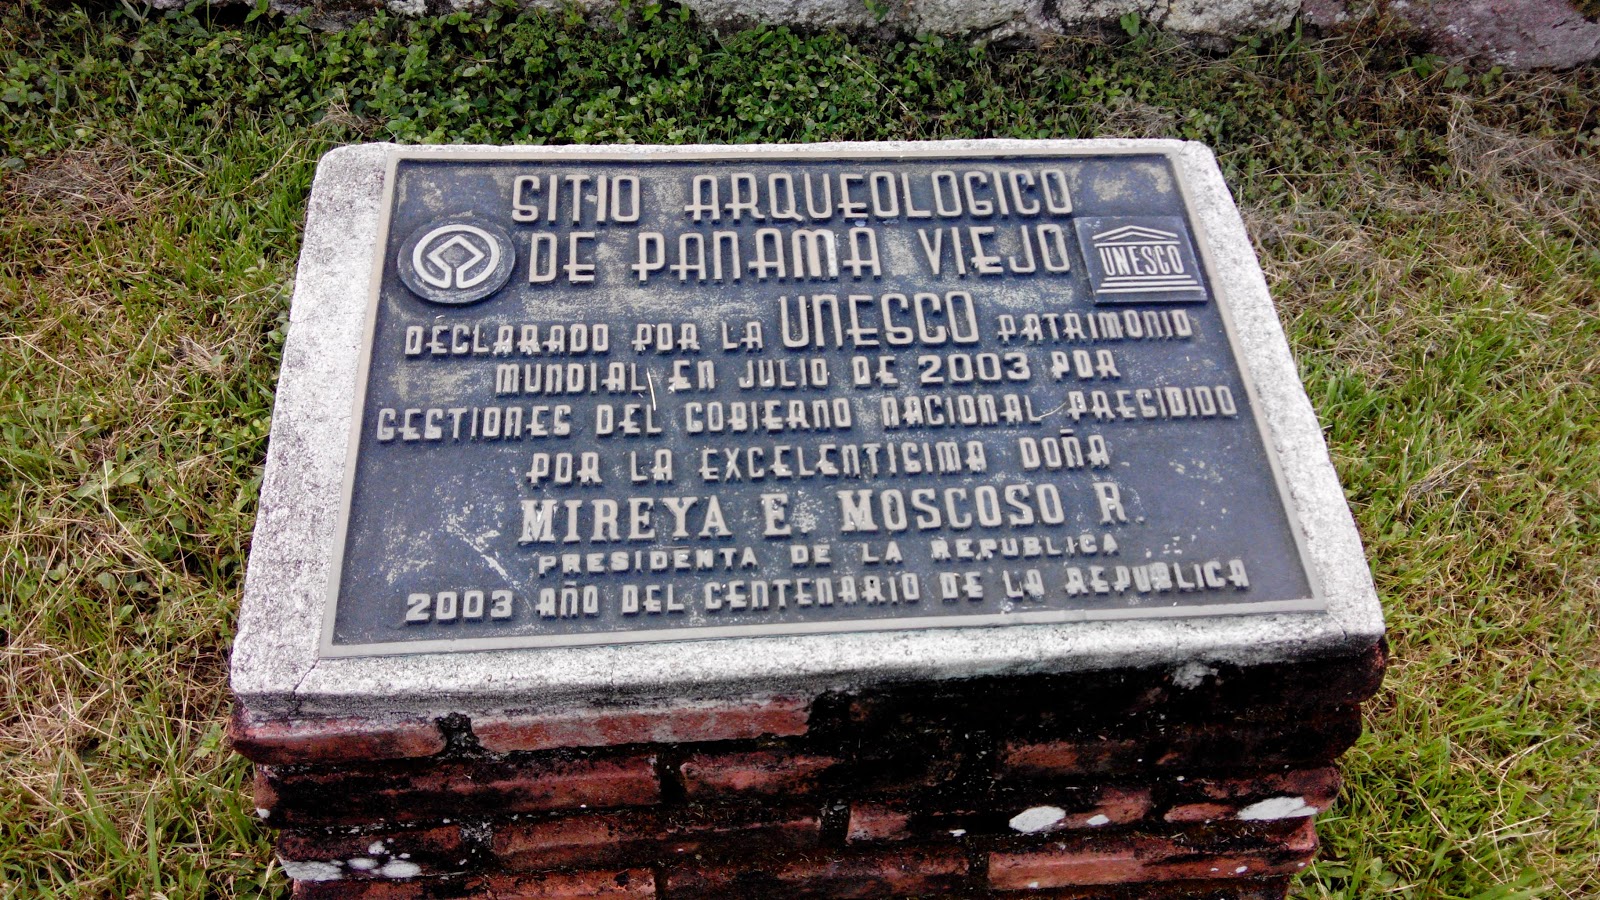 SITIO ARQUEOLOGICO
DE PANAMA VIEJO
UNESCO
DECLARADO POR LA UNESCO PATRIMONIO
MUNDIAL EN JULIO DE 2003 POR
GESTIONES DEL GOBIERNO NACIONAL PRESIDIDO
POR LA EXCELENTISIMA DOÑA
MIREYA E. MOSCOSO R.
PRESIDENTA DE LA REPUBLICA
2003 AÑO DEL CENTENARIO DE LA REPUBLICA